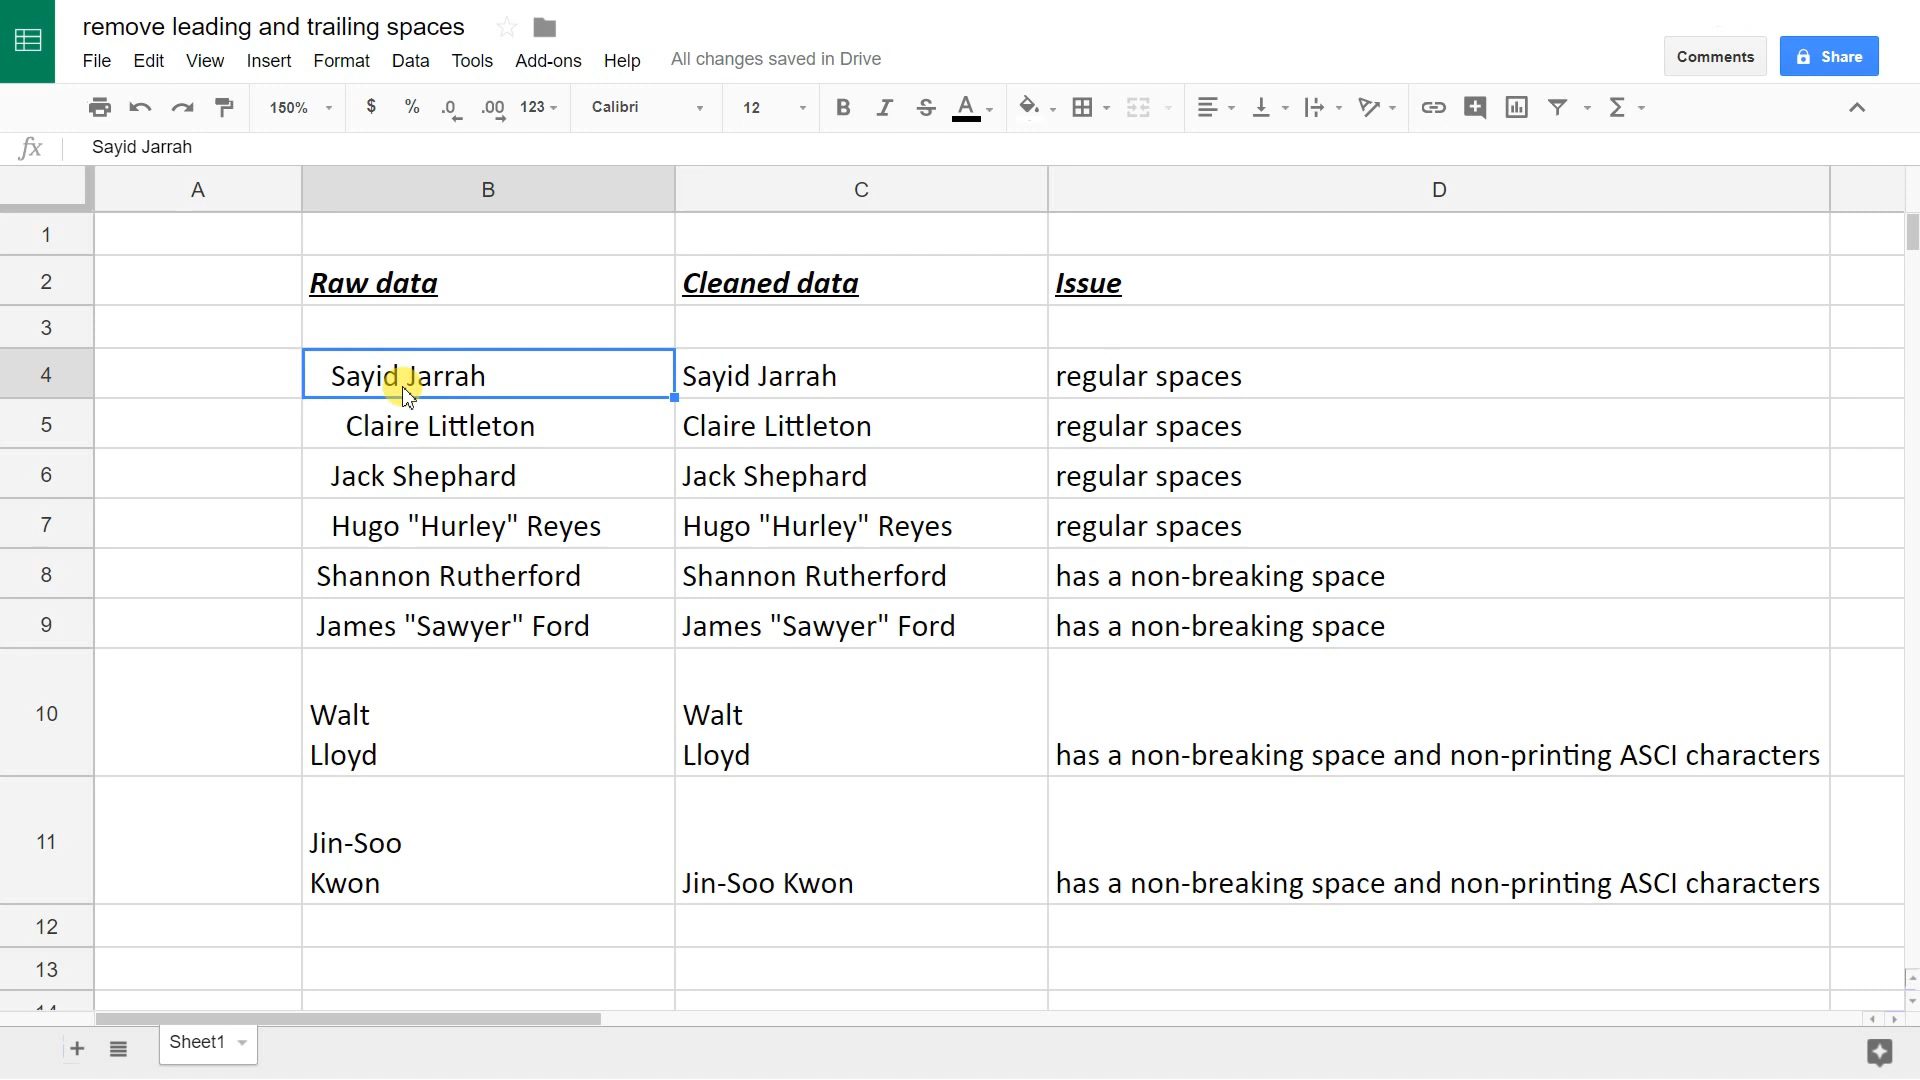 remove leading and trailing spaces
File Edit View Insert Format Data Tools Add-ons Help All changes saved in Drive
Comments Share
150% $ % .0 .00 123 Calibri 12 B I S A Σ
fx Sayid Jarrah
A B C D
1
2 Raw data Cleaned data Issue
3
4 Sayid Jarrah Sayid Jarrah regular spaces
5 Claire Littleton Claire Littleton regular spaces
6 Jack Shephard Jack Shephard regular spaces
7 Hugo "Hurley" Reyes Hugo "Hurley" Reyes regular spaces
8 Shannon Rutherford Shannon Rutherford has a non-breaking space
9 James "Sawyer" Ford James "Sawyer" Ford has a non-breaking space
Walt Walt
10 Lloyd Lloyd has a non-breaking space and non-printing ASCI characters
Jin-Soo
11 Kwon Jin-Soo Kwon has a non-breaking space and non-printing ASCI characters
12
13
Sheet1